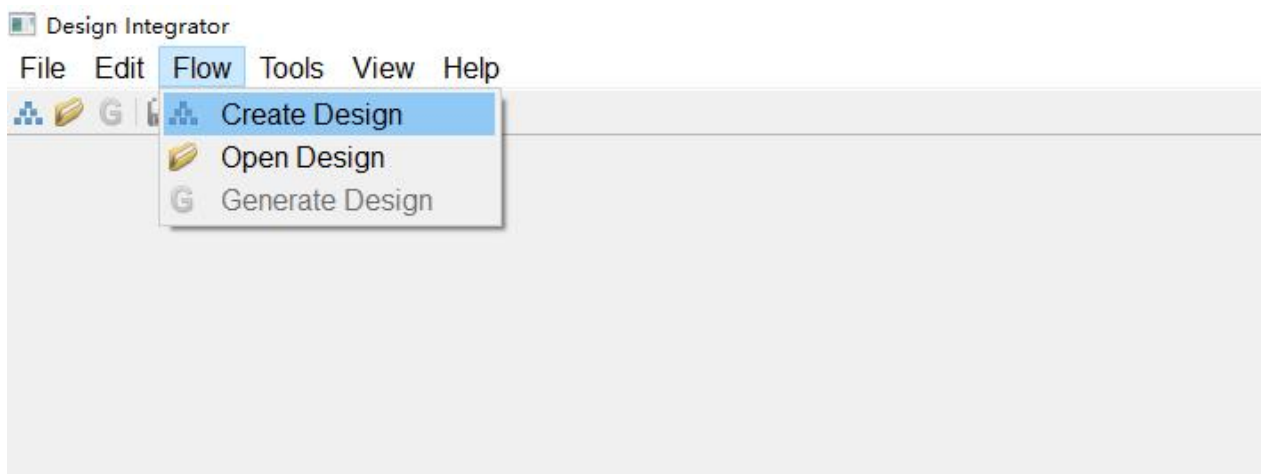 Design Integrator
File Edit Flow Tools View Help
G
Create Design
Open Design
G Generate Design